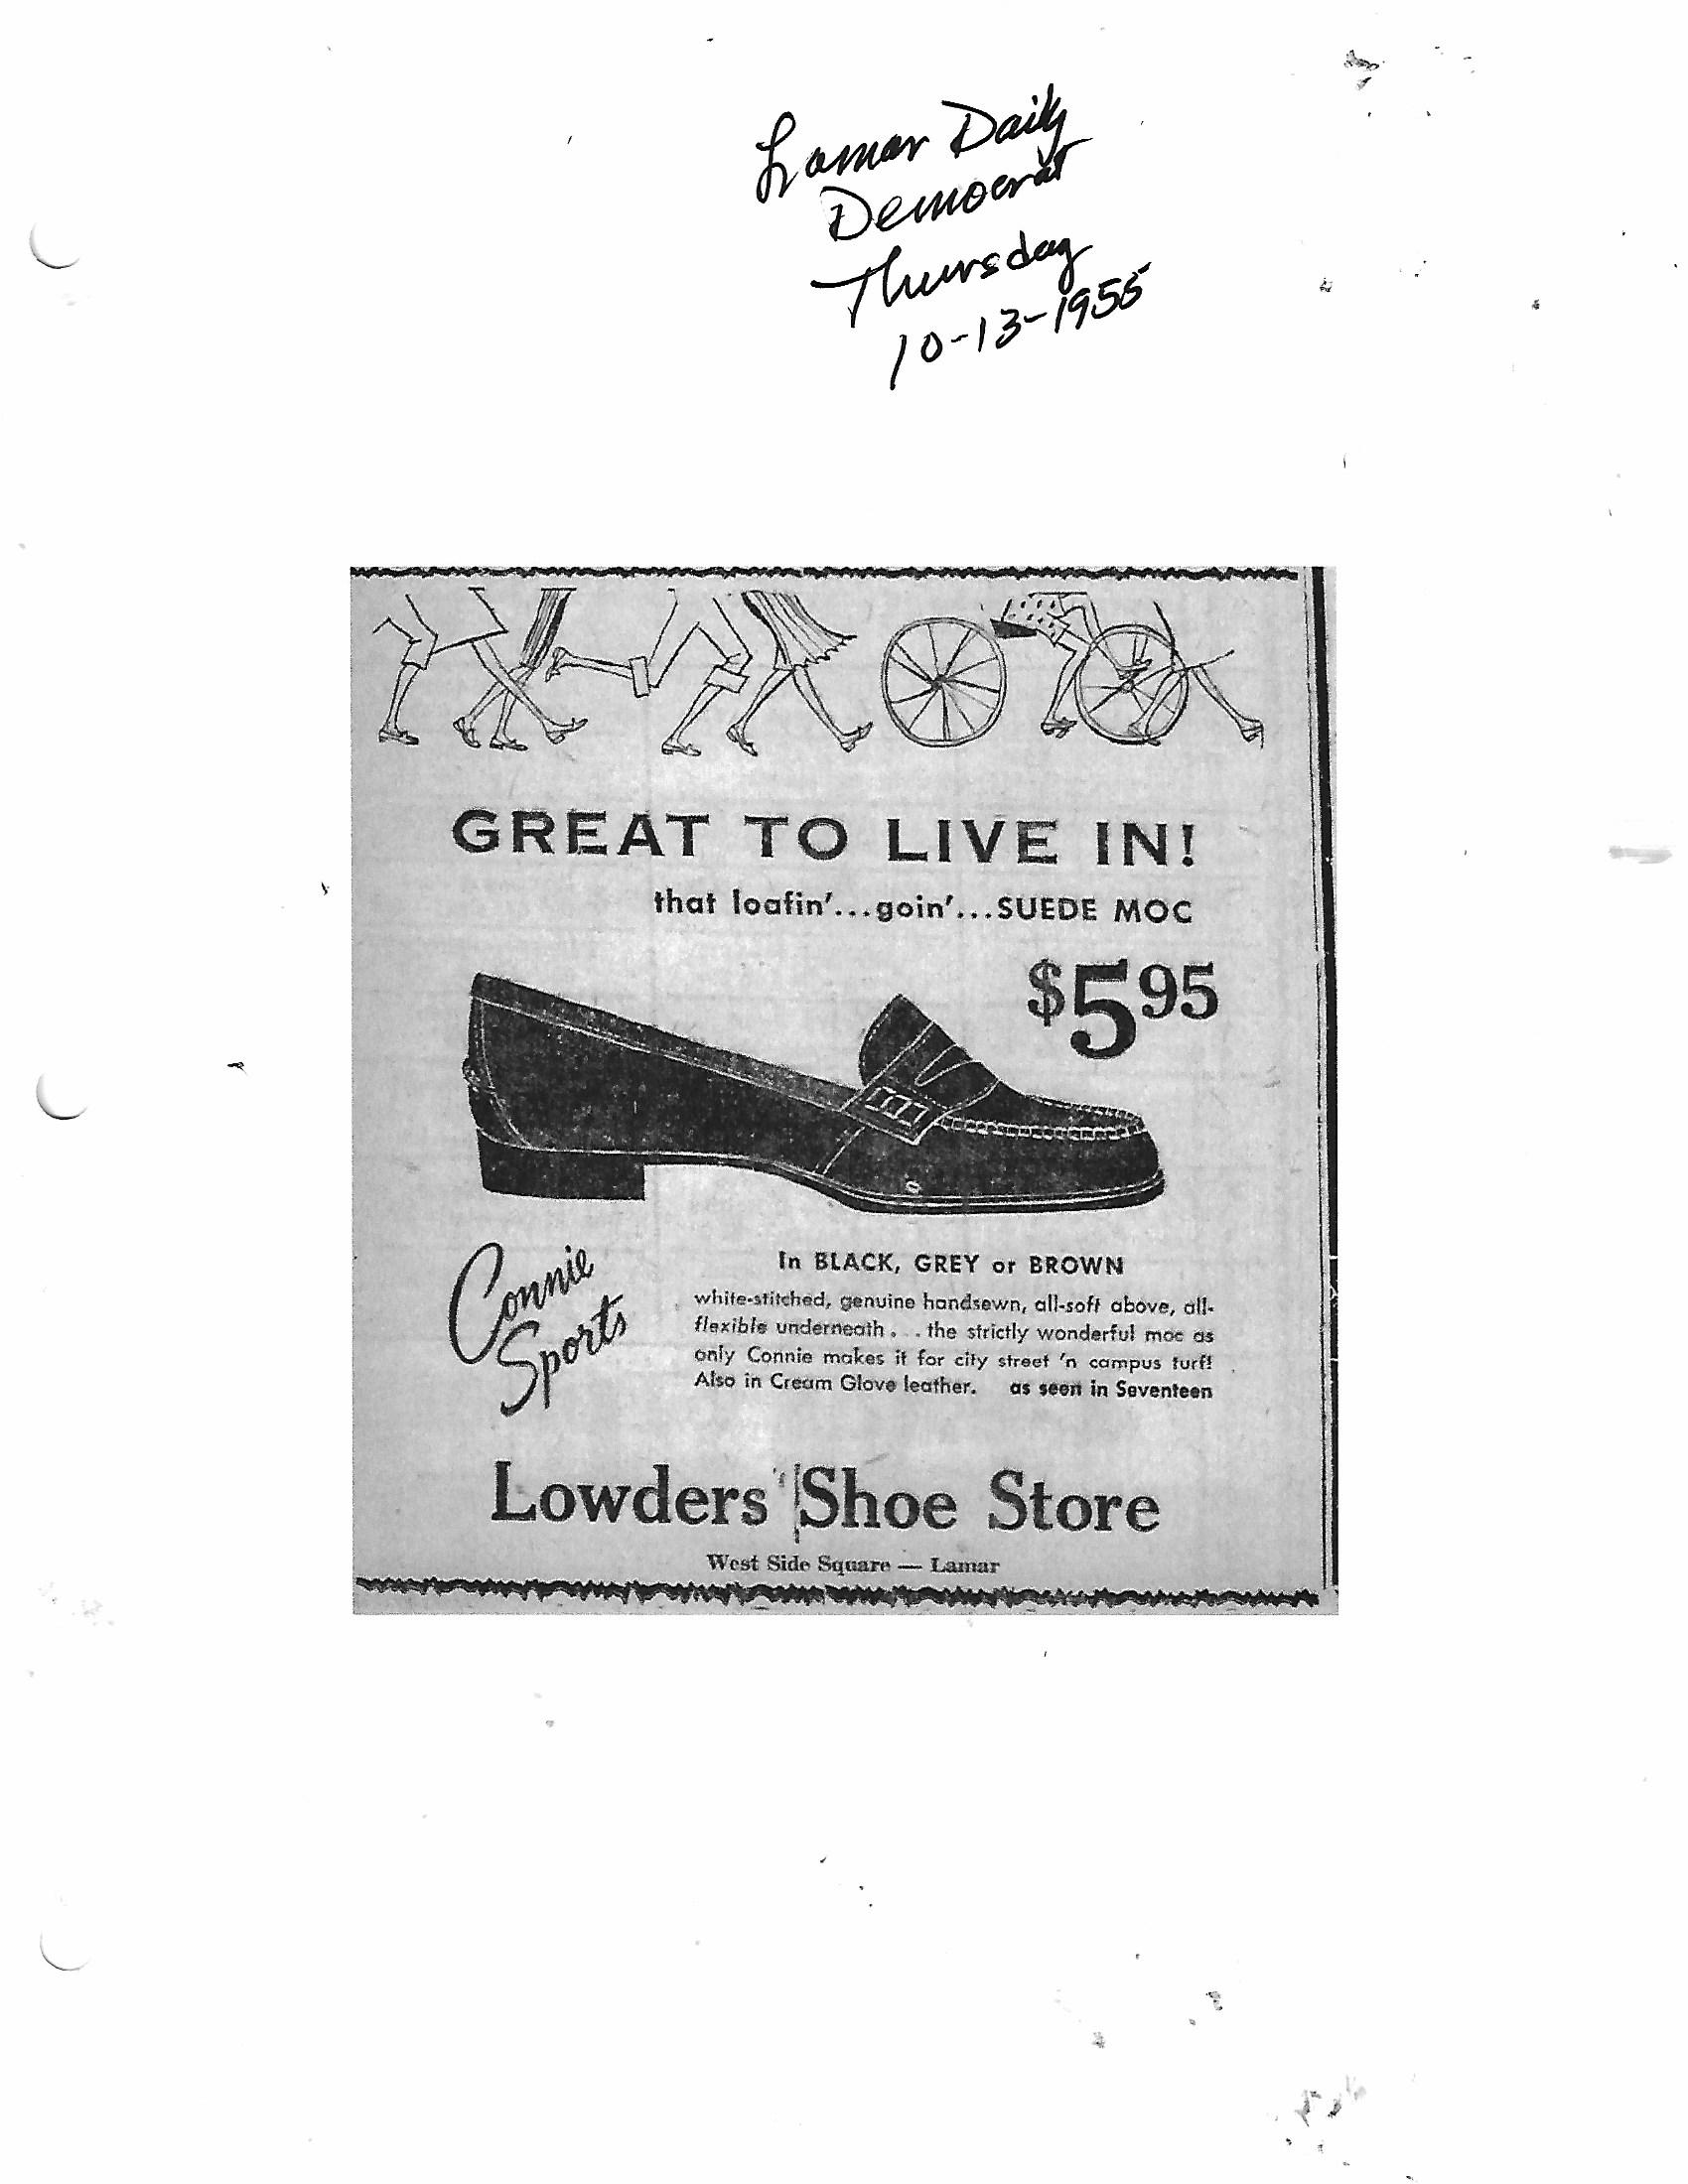 Lamar Daily
Democrat
Thursday
10-13-1955
GREAT TO LIVE IN!
that loafin'...goin'...SUEDE MOC
$5 95
Connie
Sports
In BLACK, GREY or BROWN
white-stitched, genuine handsewn, all-soft above, all-
flexible underneath . . . the strictly wonderful moc as
only Connie makes it for city street 'n campus turf!
Also in Cream Glove leather. as seen in Seventeen
Lowders' Shoe Store
West Side Square — Lamar